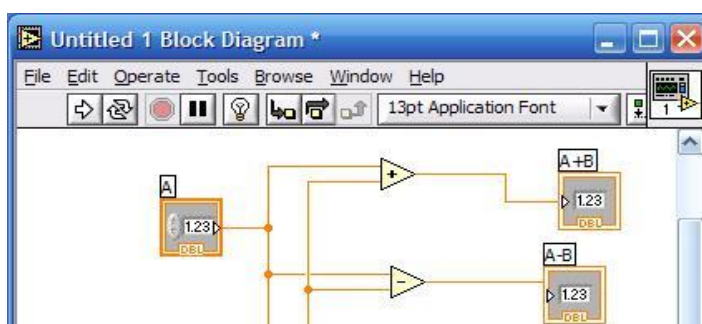 Untitled 1 Block Diagram *
File Edit Operate Tools Browse Window Help
13pt Application Font
1
A+B
+
A
1.23
1.23
DBL
DBL
A-B
-
1.23
DBL